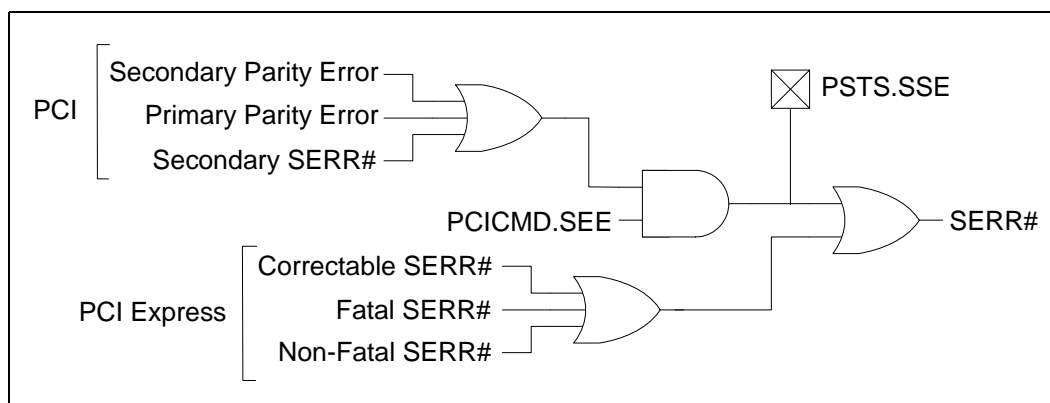 PCI
Secondary Parity Error
Primary Parity Error
Secondary SERR#
PSTS.SSE
PCICMD.SEE
SERR#
PCI Express
Correctable SERR#
Fatal SERR#
Non-Fatal SERR#